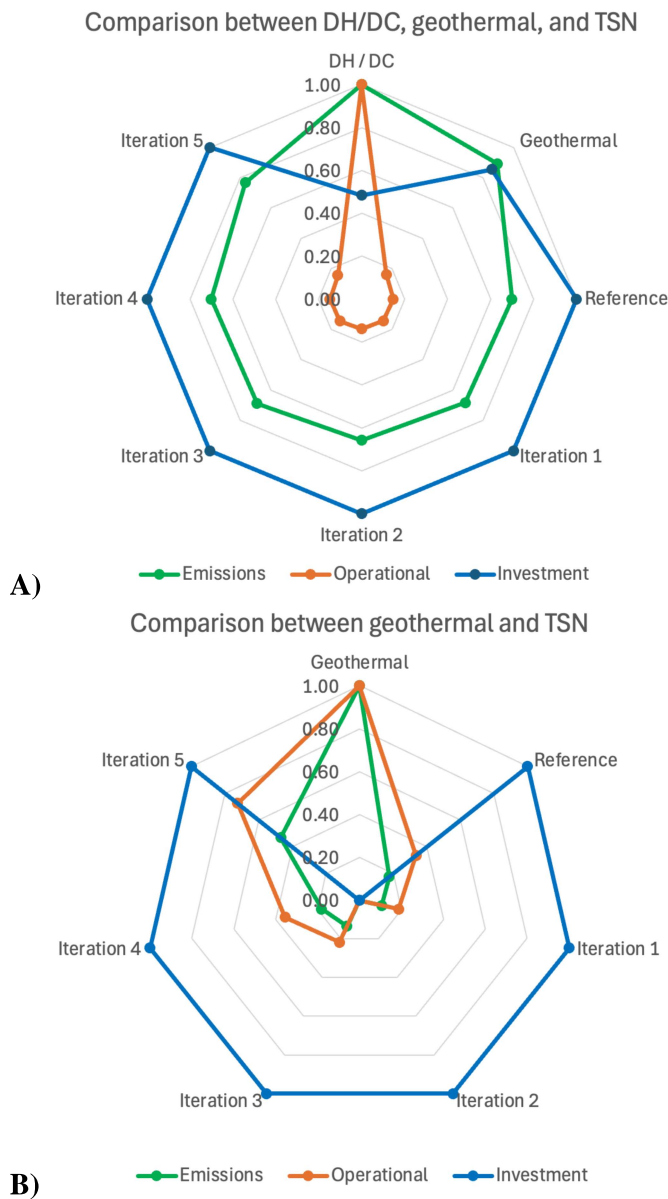 Comparison between DH/DC, geothermal, and TSN
DH / DC
1.00
Iteration 5
0.80
Geothermal
0.60
0.40
0.20
Iteration 4
0.00
Reference
Iteration 3
Iteration 1
Iteration 2
Emissions Operational Investment
A)
Comparison between geothermal and TSN
Geothermal
1.00
0.80
Iteration 5
Reference
0.60
0.40
0.20
0.00
Iteration 4
Iteration 1
Iteration 3
Iteration 2
Emissions Operational Investment
B)